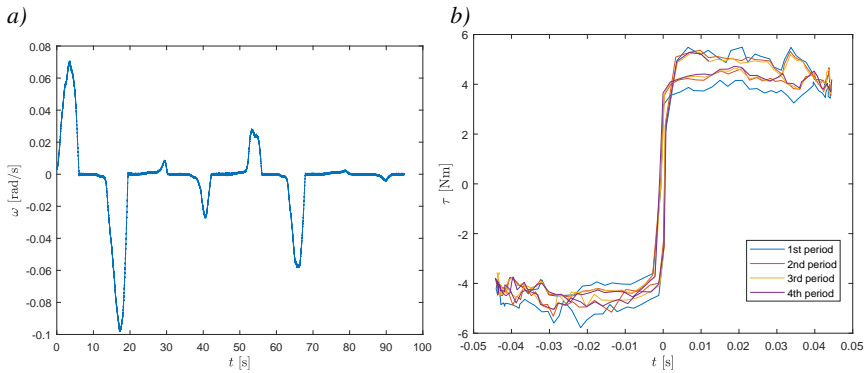 a)
b)
0.08
0.06
0.04
0.02
0
-0.02
-0.04
-0.06
-0.08
-0.1
ω [rad/s]
0 10 20 30 40 50 60 70 80 90 100
t [s]
6
4
2
0
-2
-4
-6
τ [Nm]
1st period
2nd period
3rd period
4th period
-0.05 -0.04 -0.03 -0.02 -0.01 0 0.01 0.02 0.03 0.04 0.05
t [s]